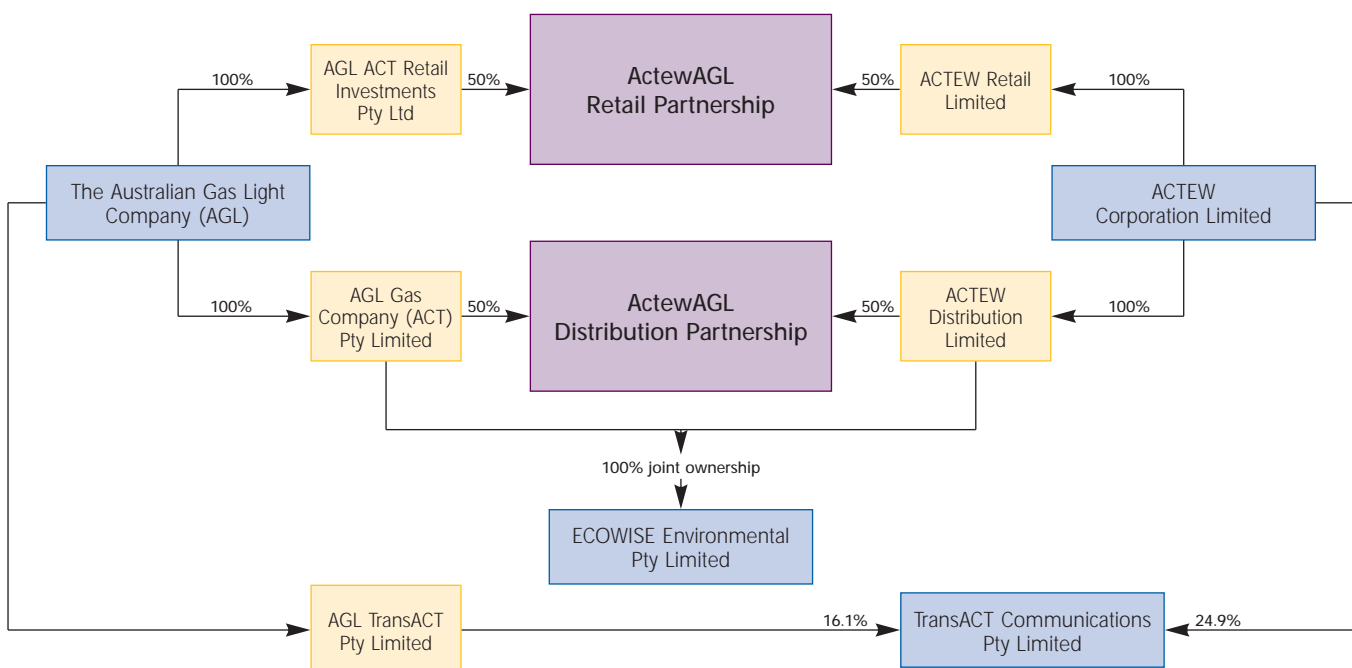 100%
AGL ACT Retail
Investments
Pty Ltd
50%
ActewAGL
Retail Partnership
50%
ACTEW Retail
Limited
100%
The Australian Gas Light
Company (AGL)
ACTEW
Corporation Limited
100%
AGL Gas
Company (ACT)
Pty Limited
50%
ActewAGL
Distribution Partnership
50%
ACTEW
Distribution
Limited
100%
100% joint ownership
ECOWISE Environmental
Pty Limited
AGL TransACT
Pty Limited
16.1%
TransACT Communications
Pty Limited
24.9%